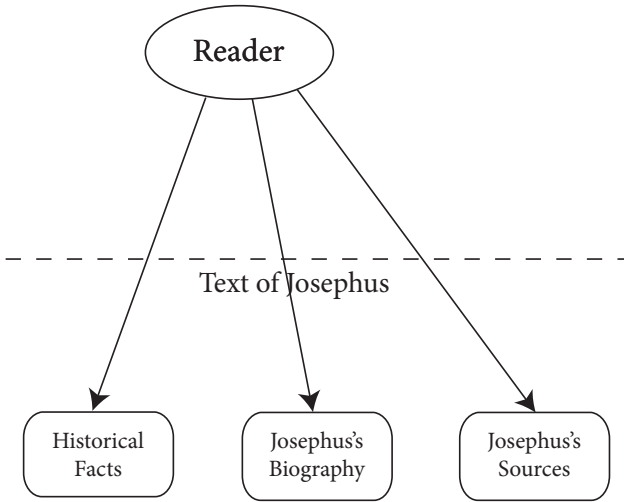 Reader
Text of Josephus
Historical
Facts
Josephus’s
Biography
Josephus’s
Sources